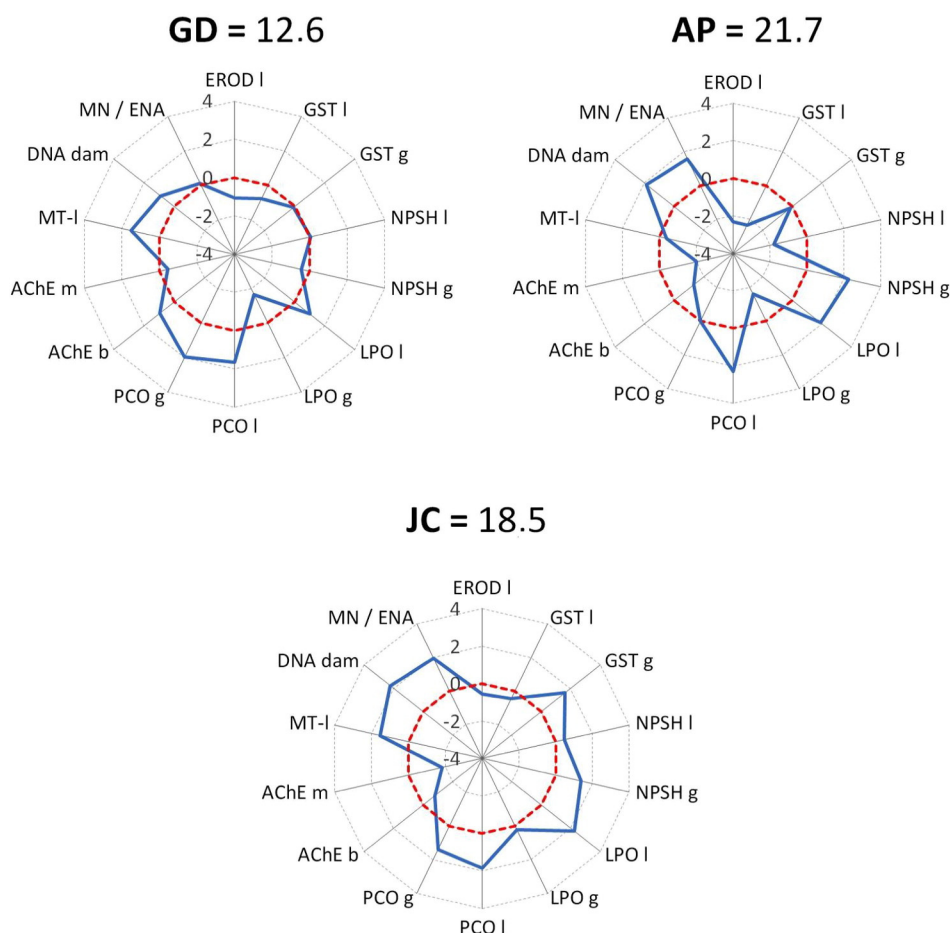 GD = 12.6
EROD l
GST l
GST g
NPSH l
NPSH g
LPO l
LPO g
PCO l
PCO g
AChE b
AChE m
MT-l
DNA dam
MN / ENA
4
2
0
-2
-4
AP = 21.7
EROD l
GST l
GST g
NPSH l
NPSH g
LPO l
LPO g
PCO l
PCO g
AChE b
AChE m
MT-l
DNA dam
MN / ENA
4
2
0
-2
-4
JC = 18.5
EROD l
GST l
GST g
NPSH l
NPSH g
LPO l
LPO g
PCO l
PCO g
AChE b
AChE m
MT-l
DNA dam
MN / ENA
4
2
0
-2
-4